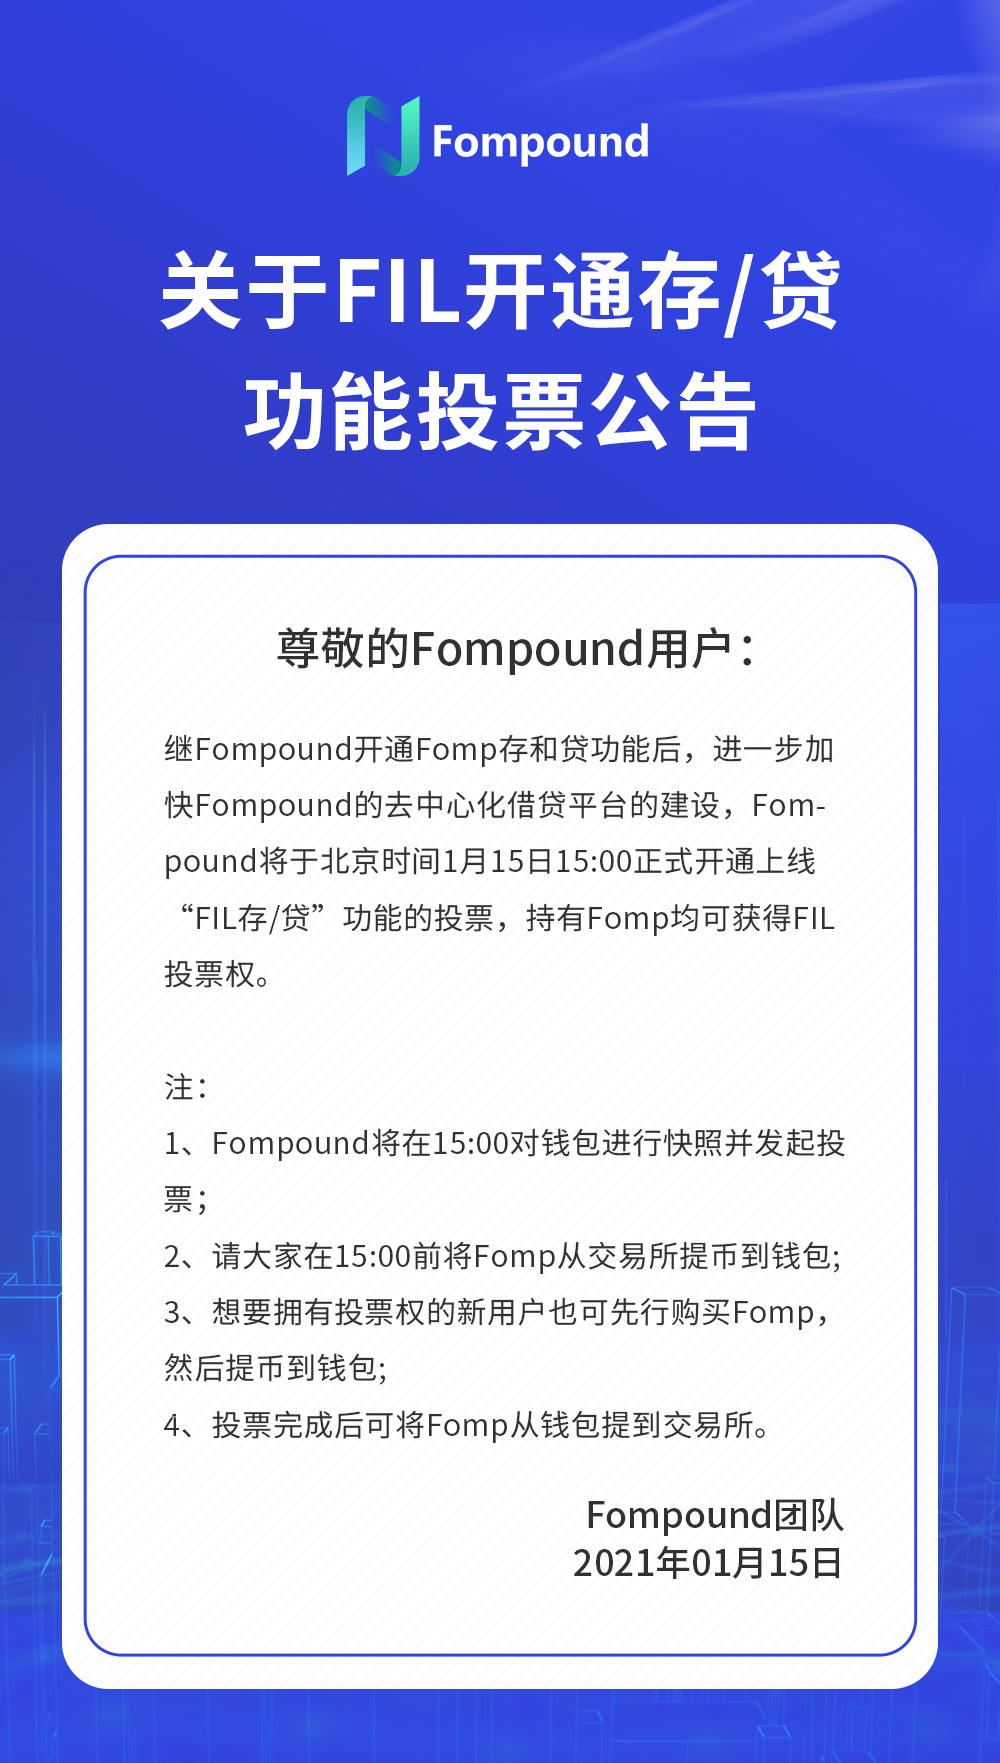 Fompound
关于FIL开通存/贷
功能投票公告
尊敬的Fompound用户：
继Fompound开通Fomp存和贷功能后，进一步加
快Fompound的去中心化借贷平台的建设，Fom-
pound将于北京时间1月15日15:00正式开通上线
“FIL存/贷”功能的投票，持有Fomp均可获得FIL
投票权。
注：
1、Fompound将在15:00对钱包进行快照并发起投
票；
2、请大家在15:00前将Fomp从交易所提币到钱包;
3、想要拥有投票权的新用户也可先行购买Fomp，
然后提币到钱包;
4、投票完成后可将Fomp从钱包提到交易所。
Fompound团队
2021年01月15日